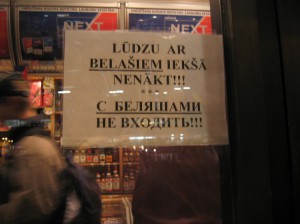 NEXT
NEXT
LŪDZU AR
BELAŠIEM IEKŠĀ
NENĀKT!!!
* * *
С БЕЛЯШАМИ
НЕ ВХОДИТЬ!!!